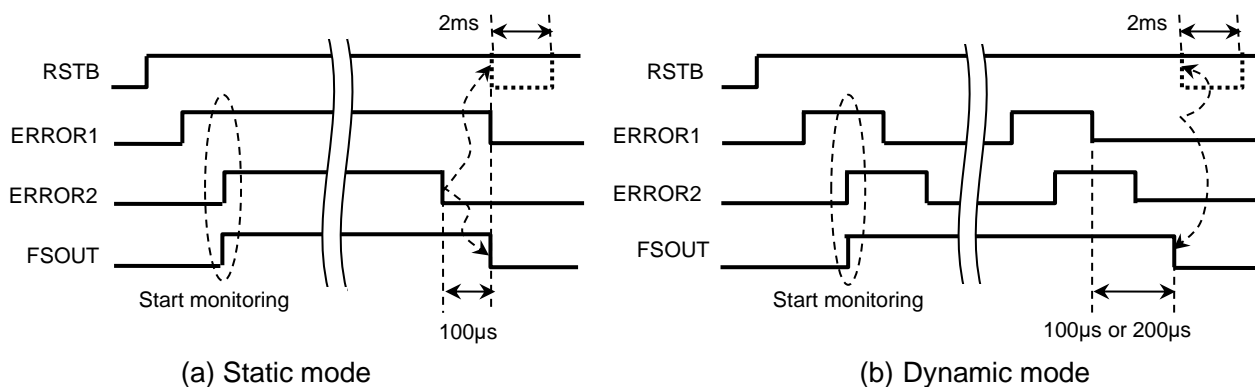 2ms
RSTB
ERROR1
ERROR2
FSOUT
Start monitoring
100µs
(a) Static mode
2ms
RSTB
ERROR1
ERROR2
FSOUT
Start monitoring
100µs or 200µs
(b) Dynamic mode